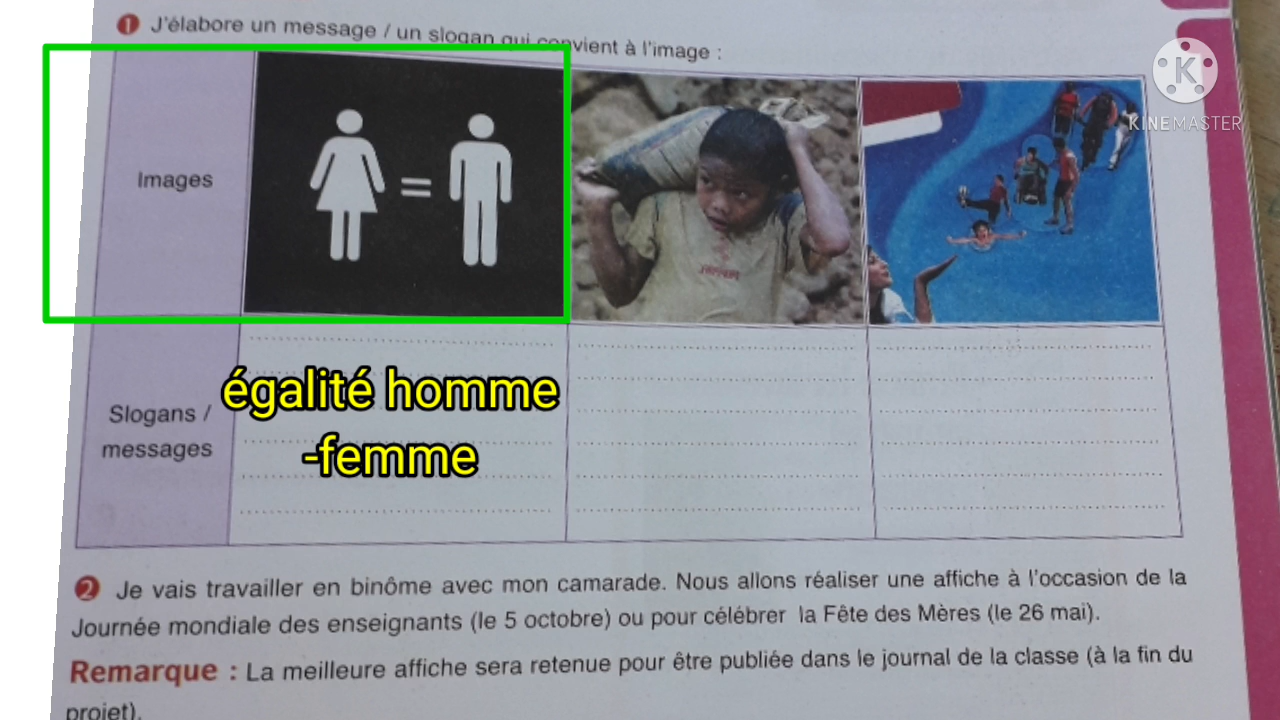 1 J'élabore un message / un slogan qui convient à l'image :
K
KINEMASTER
Images
Slogans /
messages
égalité homme
-femme
2 Je vais travailler en binôme avec mon camarade. Nous allons réaliser une affiche à l'occasion de la
Journée mondiale des enseignants (le 5 octobre) ou pour célébrer la Fête des Mères (le 26 mai).
Remarque : La meilleure affiche sera retenue pour être publiée dans le journal de la classe (à la fin du
projet).